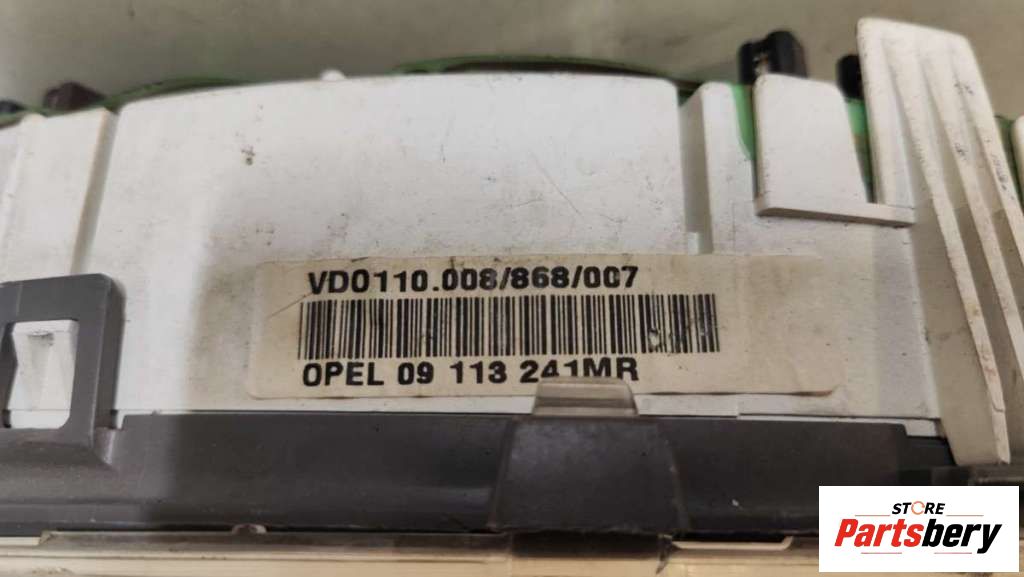 VDO110.008/868/007
OPEL 09 113 241MR
STORE
Partsbery